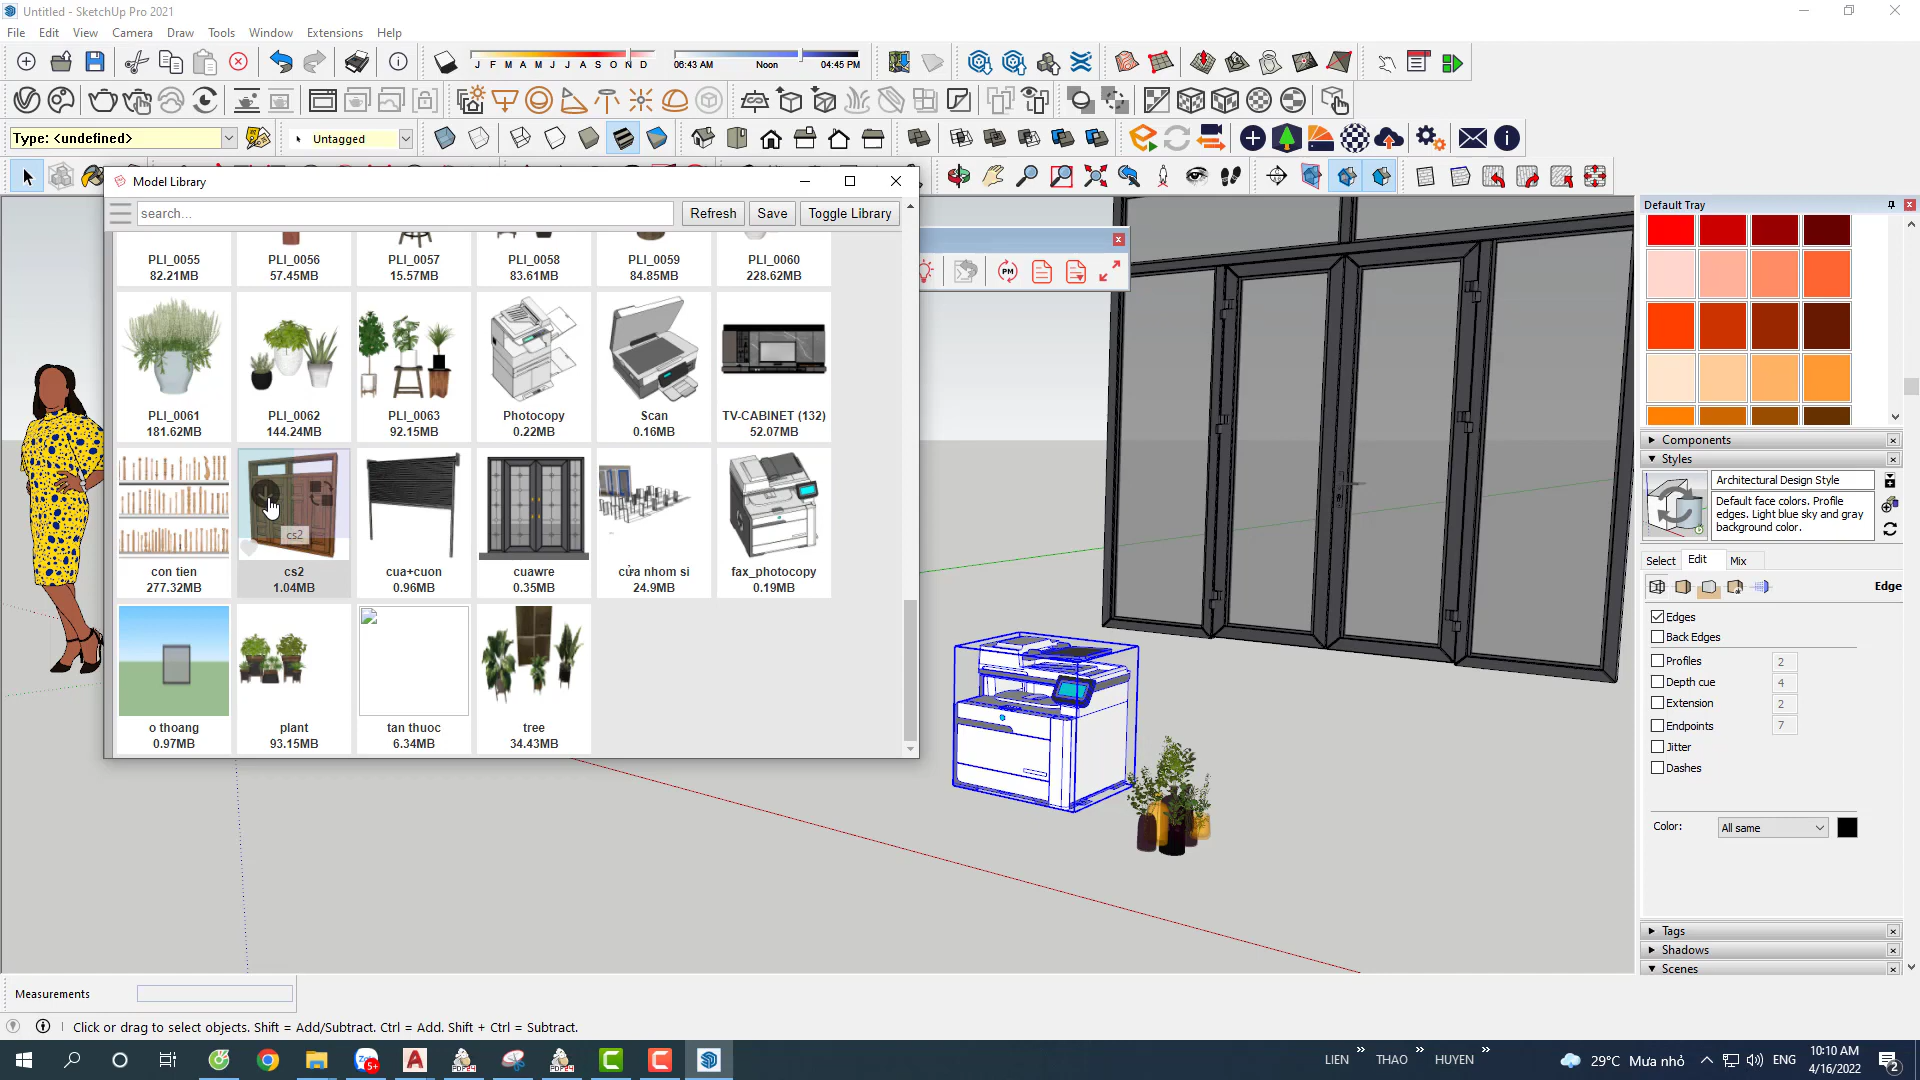 Untitled - SketchUp Pro 2021
File Edit View Camera Draw Tools Window Extensions Help
J F M A M J J A S O N D
06:43 AM Noon 04:45 PM
Type: <undefined>
Untagged
Model Library
search...
Refresh
Save
Toggle Library
PLI_0055
82.21MB
PLI_0056
57.45MB
PLI_0057
15.57MB
PLI_0058
83.61MB
PLI_0059
84.85MB
PLI_0060
228.62MB
PLI_0061
181.62MB
PLI_0062
144.24MB
PLI_0063
92.15MB
Photocopy
0.22MB
Scan
0.16MB
TV-CABINET (132)
52.07MB
con tien
277.32MB
cs2
cs2
1.04MB
cua+cuon
0.96MB
cuawre
0.35MB
cửa nhom si
24.9MB
fax_photocopy
0.19MB
o thoang
0.97MB
plant
93.15MB
tan thuoc
6.34MB
tree
34.43MB
PM
Default Tray
Components
Styles
Architectural Design Style
Default face colors. Profile
edges. Light blue sky and gray
background color.
Select Edit Mix
Edge
Edges
Back Edges
Profiles 2
Depth cue 4
Extension 2
Endpoints 7
Jitter
Dashes
Color: All same
Tags
Shadows
Scenes
Measurements
Click or drag to select objects. Shift = Add/Subtract. Ctrl = Add. Shift + Ctrl = Subtract.
5+
PDF24
PDF24
LIEN
THAO
HUYEN
29°C Mưa nhỏ
ENG
10:10 AM
4/16/2022
2